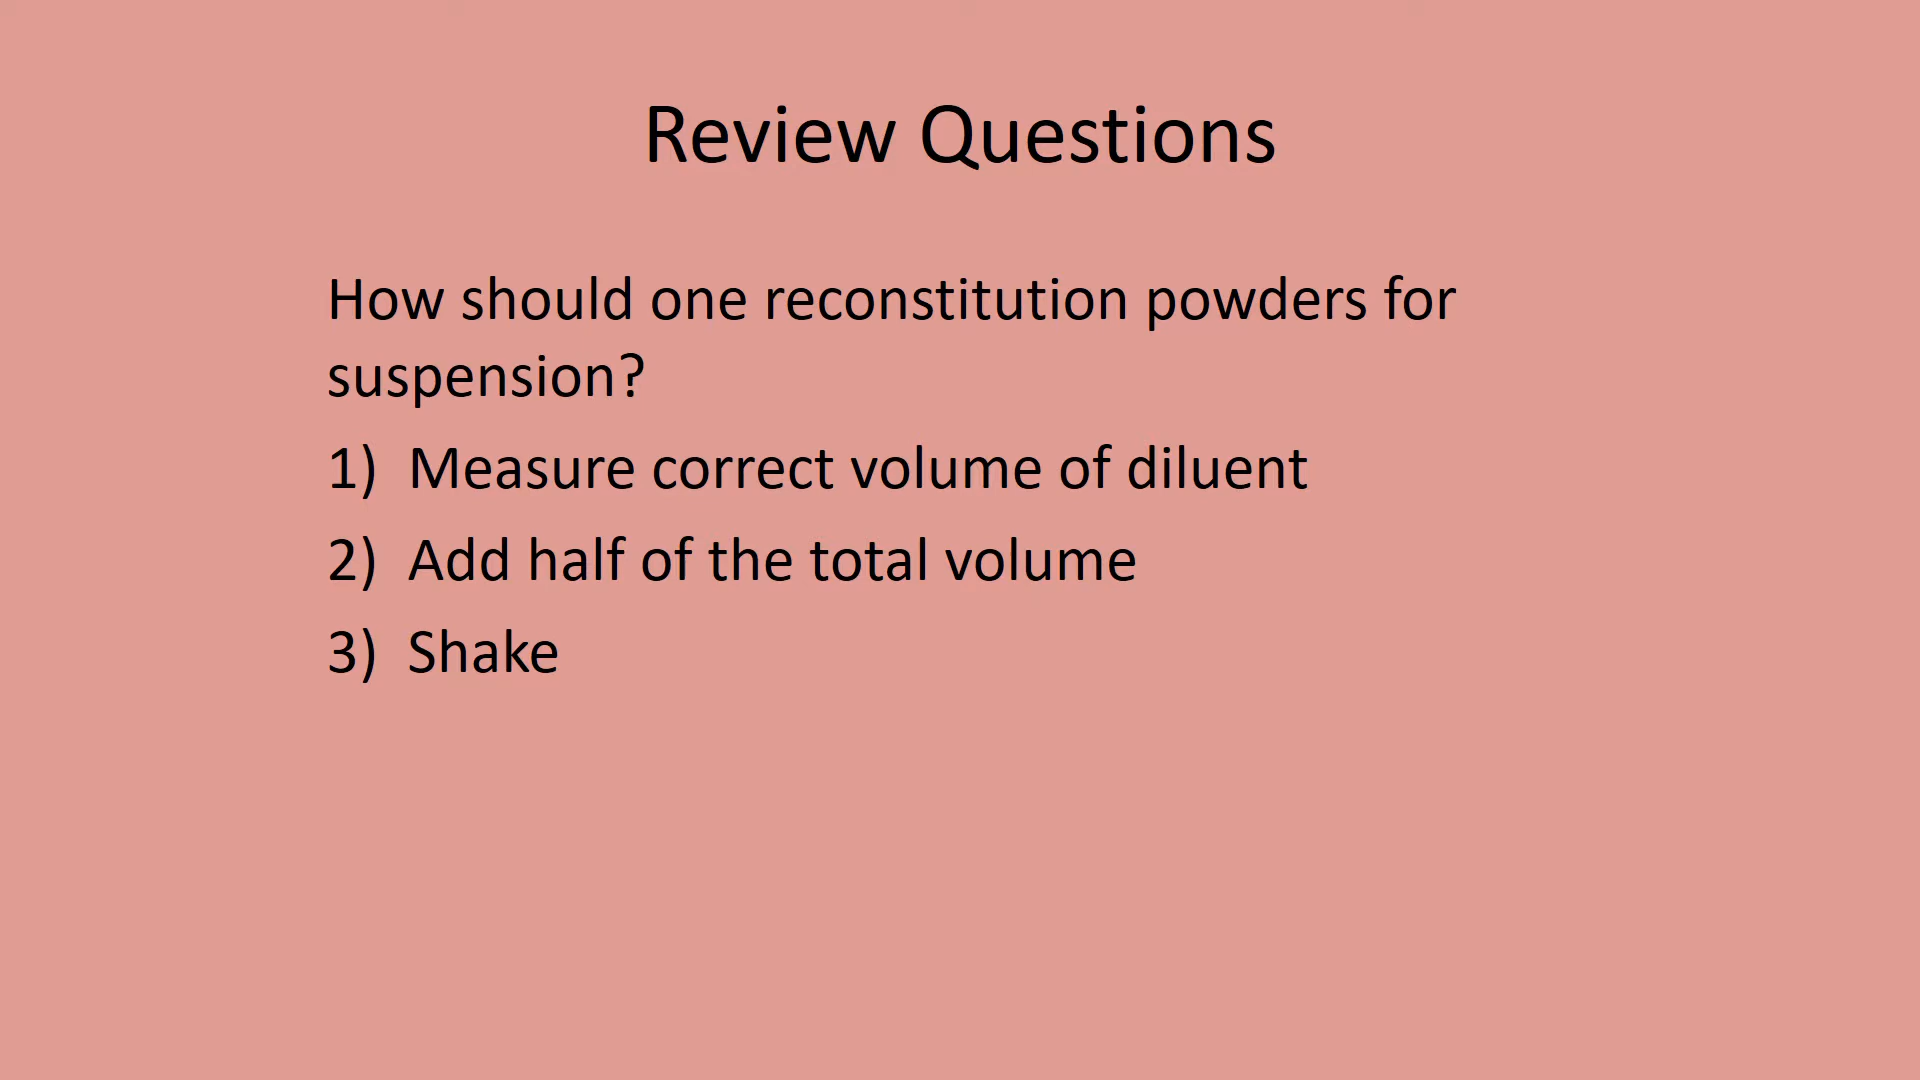 Review Questions
How should one reconstitution powders for
suspension?
1) Measure correct volume of diluent
2) Add half of the total volume
3) Shake